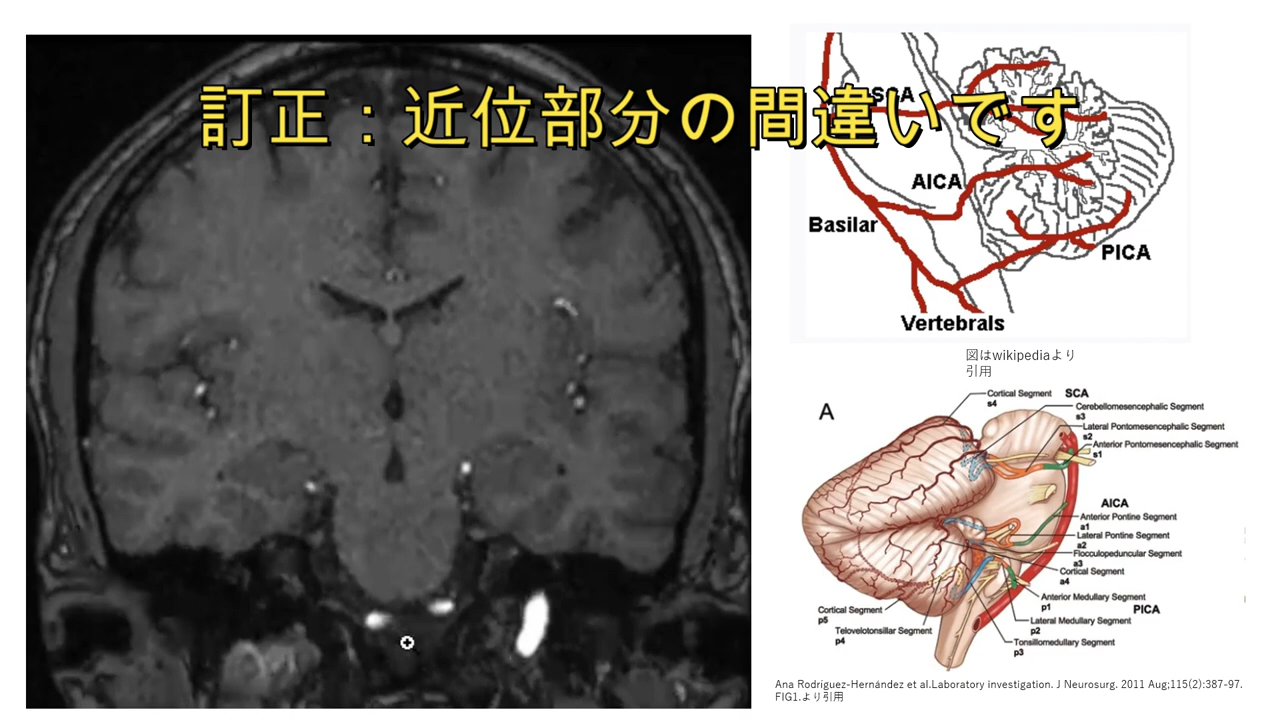 訂正：近位部分の間違いです
SCA
AICA
Basilar
PICA
Vertebrals
図はwikipediaより
引用
A
Cortical Segment
s4
SCA
Cerebellomesencephalic Segment
s3
Lateral Pontomesencephalic Segment
s2
Anterior Pontomesencephalic Segment
s1
AICA
Anterior Pontine Segment
a1
Lateral Pontine Segment
a2
Flocculopeduncular Segment
a3
Cortical Segment
a4
Anterior Medullary Segment
p1
PICA
Cortical Segment
p5
Lateral Medullary Segment
p2
Telovelotonsillar Segment
p4
Tonsillomedullary Segment
p3
Ana Rodríguez-Hernández et al.Laboratory investigation. J Neurosurg. 2011 Aug;115(2):387-97.
FIG1.より引用